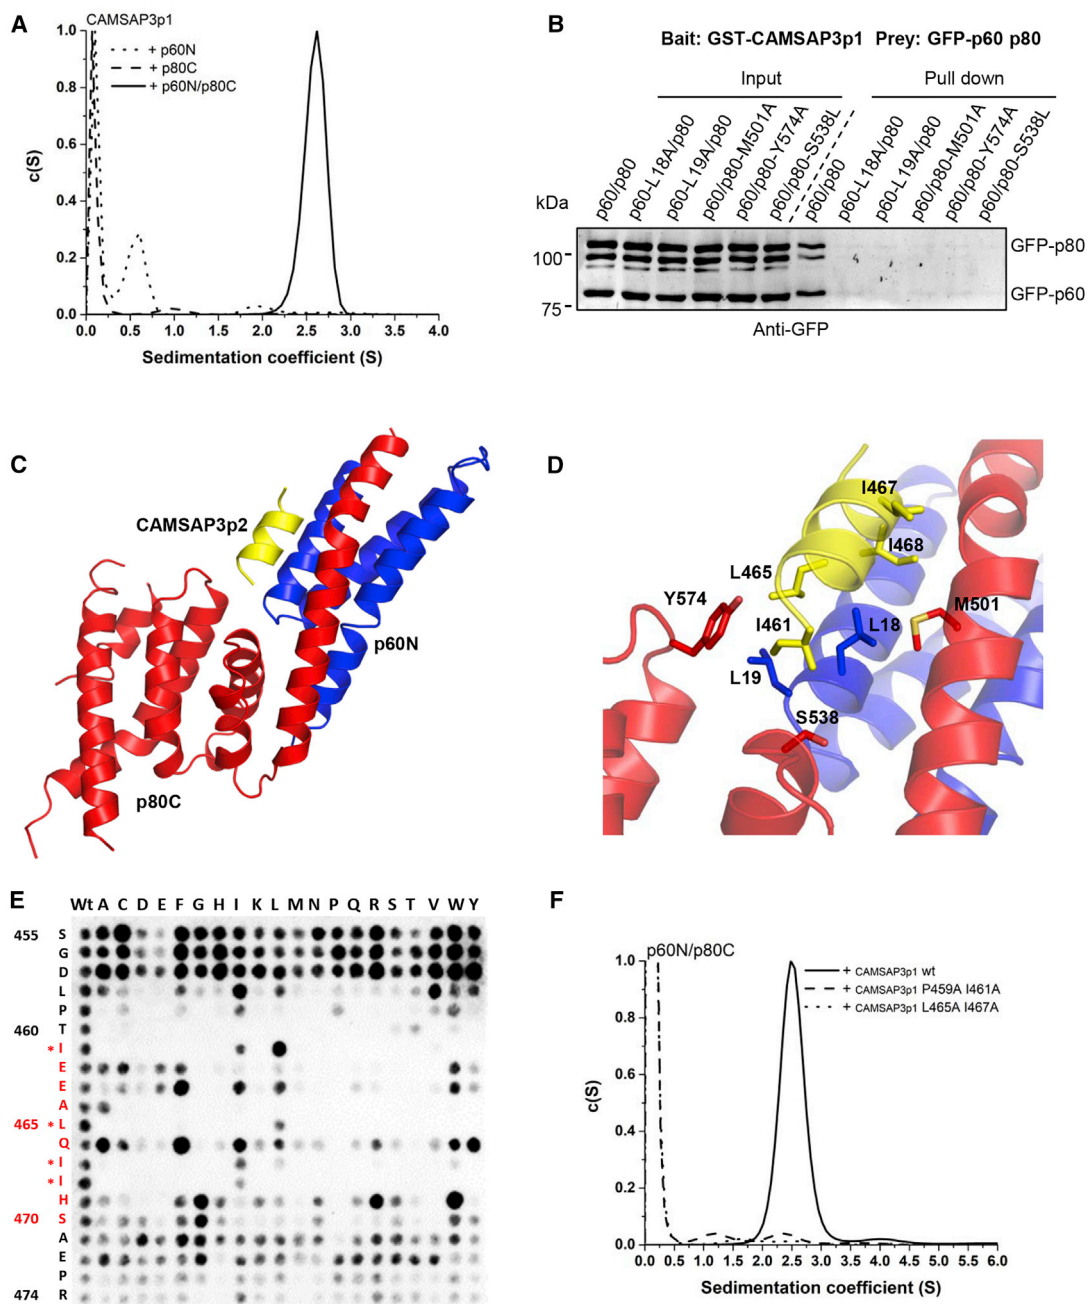 A
CAMSAP3p1
+ p60N
+ p80C
+ p60N/p80C
c(S)
1.0
0.8
0.6
0.4
0.2
0.0
0.0 0.5 1.0 1.5 2.0 2.5 3.0 3.5 4.0
Sedimentation coefficient (S)
B
Bait: GST-CAMSAP3p1 Prey: GFP-p60 p80
Input Pull down
p60/p80
p60-L18A/p80
p60-L19A/p80
p60/p80-M501A
p60/p80-Y574A
p60/p80-S538L
p60/p80
p60-L18A/p80
p60-L19A/p80
p60/p80-M501A
p60/p80-Y574A
p60/p80-S538L
kDa
100
75
GFP-p80
GFP-p60
Anti-GFP
C
CAMSAP3p2
p60N
p80C
D
I467
I468
L465
Y574
M501
I461
L18
L19
S538
E
Wt A C D E F G H I K L M N P Q R S T V W Y
455 S
G
D
L
P
460 T
* I
E
E
A
465 * L
Q
* I
* I
H
470 S
A
E
P
474 R
F
p60N/p80C
+ CAMSAP3p1 wt
+ CAMSAP3p1 P459A I461A
+ CAMSAP3p1 L465A I467A
c(S)
1.0
0.8
0.6
0.4
0.2
0.0
0.0 0.5 1.0 1.5 2.0 2.5 3.0 3.5 4.0 4.5 5.0 5.5 6.0
Sedimentation coefficient (S)